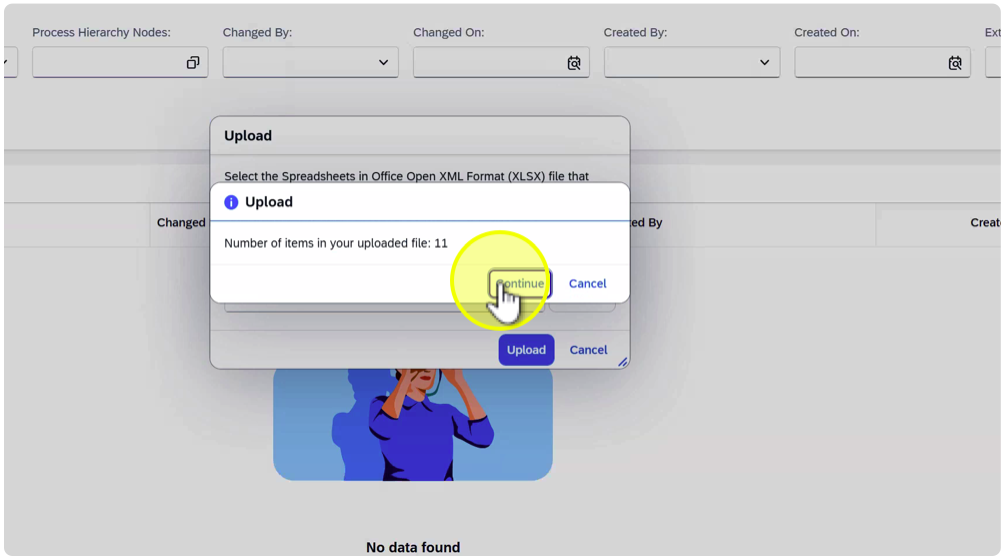 Process Hierarchy Nodes: Changed By: Changed On: Created By: Created On: Ext
Upload
Select the Spreadsheets in Office Open XML Format (XLSX) file that
Upload
Changed ed By Creat
Number of items in your uploaded file: 11
Continue Cancel
Upload Cancel
No data found